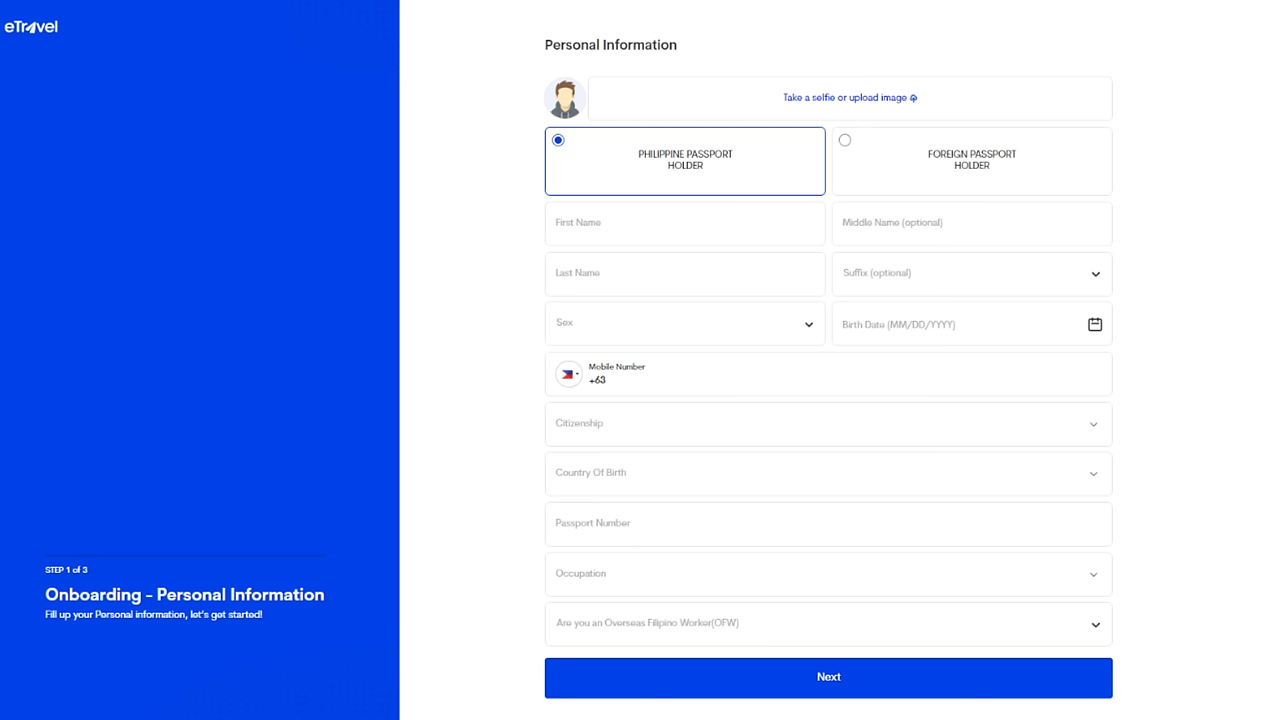 eTravel
Personal Information
Take a selfie or upload image
PHILIPPINE PASSPORT
HOLDER
FOREIGN PASSPORT
HOLDER
First Name
Middle Name (optional)
Last Name
Suffix (optional)
Sex
Birth Date (MM/DD/YYYY)
Mobile Number
+63
Citizenship
Country Of Birth
Passport Number
Occupation
Are you an Overseas Filipino Worker(OFW)
Next
STEP 1 of 3
Onboarding - Personal Information
Fill up your Personal information, let's get started!